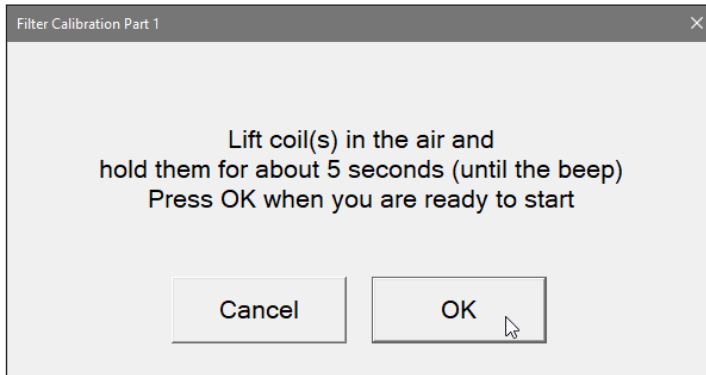 Filter Calibration Part 1
Lift coil(s) in the air and
hold them for about 5 seconds (until the beep)
Press OK when you are ready to start
Cancel
OK